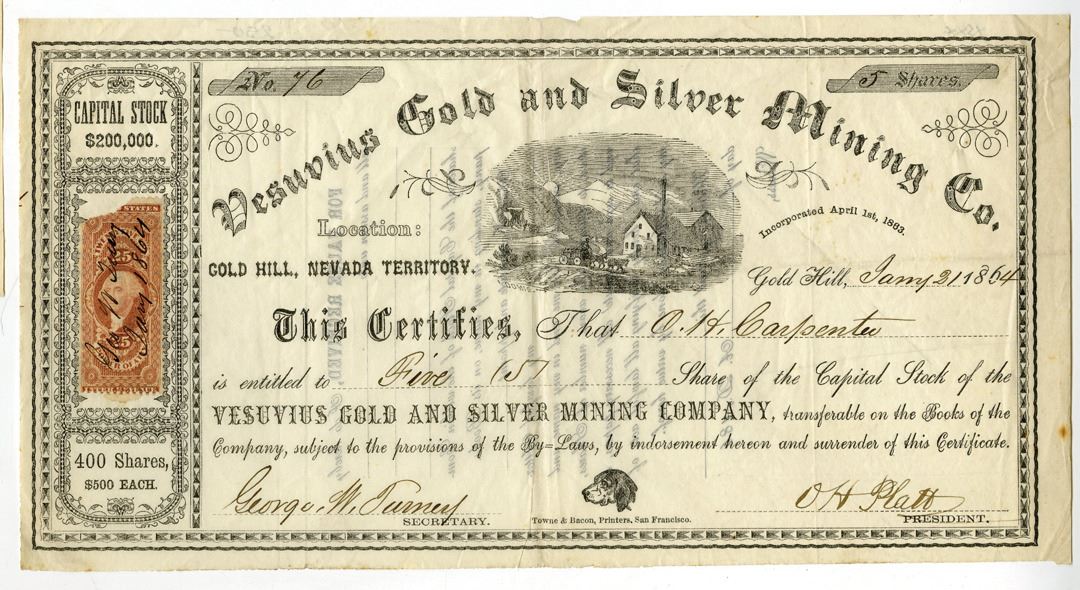 No. 76
5 Shares.
CAPITAL STOCK
$200,000.
Vesuvius Gold and Silver Mining Co.
Location:
GOLD HILL, NEVADA TERRITORY.
Incorporated April 1st, 1863.
Gold Hill, Jany 21 1864
This Certifies, That O. H. Carpenter
is entitled to Five (5) Share of the Capital Stock of the
VESUVIUS GOLD AND SILVER MINING COMPANY, transferable on the Books of the
Company, subject to the provisions of the By=Laws, by indorsement hereon and surrender of this Certificate.
STATES
25
Jany 1864
400 Shares,
$500 EACH.
George. W. Turney
SECRETARY.
Towne & Bacon, Printers, San Francisco.
O H Platt
PRESIDENT.